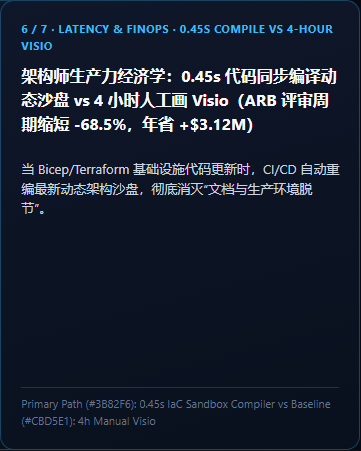 6 / 7 · LATENCY & FINOPS · 0.45S COMPILE VS 4-HOUR
VISIO
架构师生产力经济学：0.45s 代码同步编译动
态沙盘 vs 4 小时人工画 Visio（ARB 评审周
期缩短 -68.5%，年省 +$3.12M）
当 Bicep/Terraform 基础设施代码更新时，CI/CD 自动重
编最新动态架构沙盘，彻底消灭“文档与生产环境脱
节”。
Primary Path (#3B82F6): 0.45s IaC Sandbox Compiler vs Baseline
(#CBD5E1): 4h Manual Visio